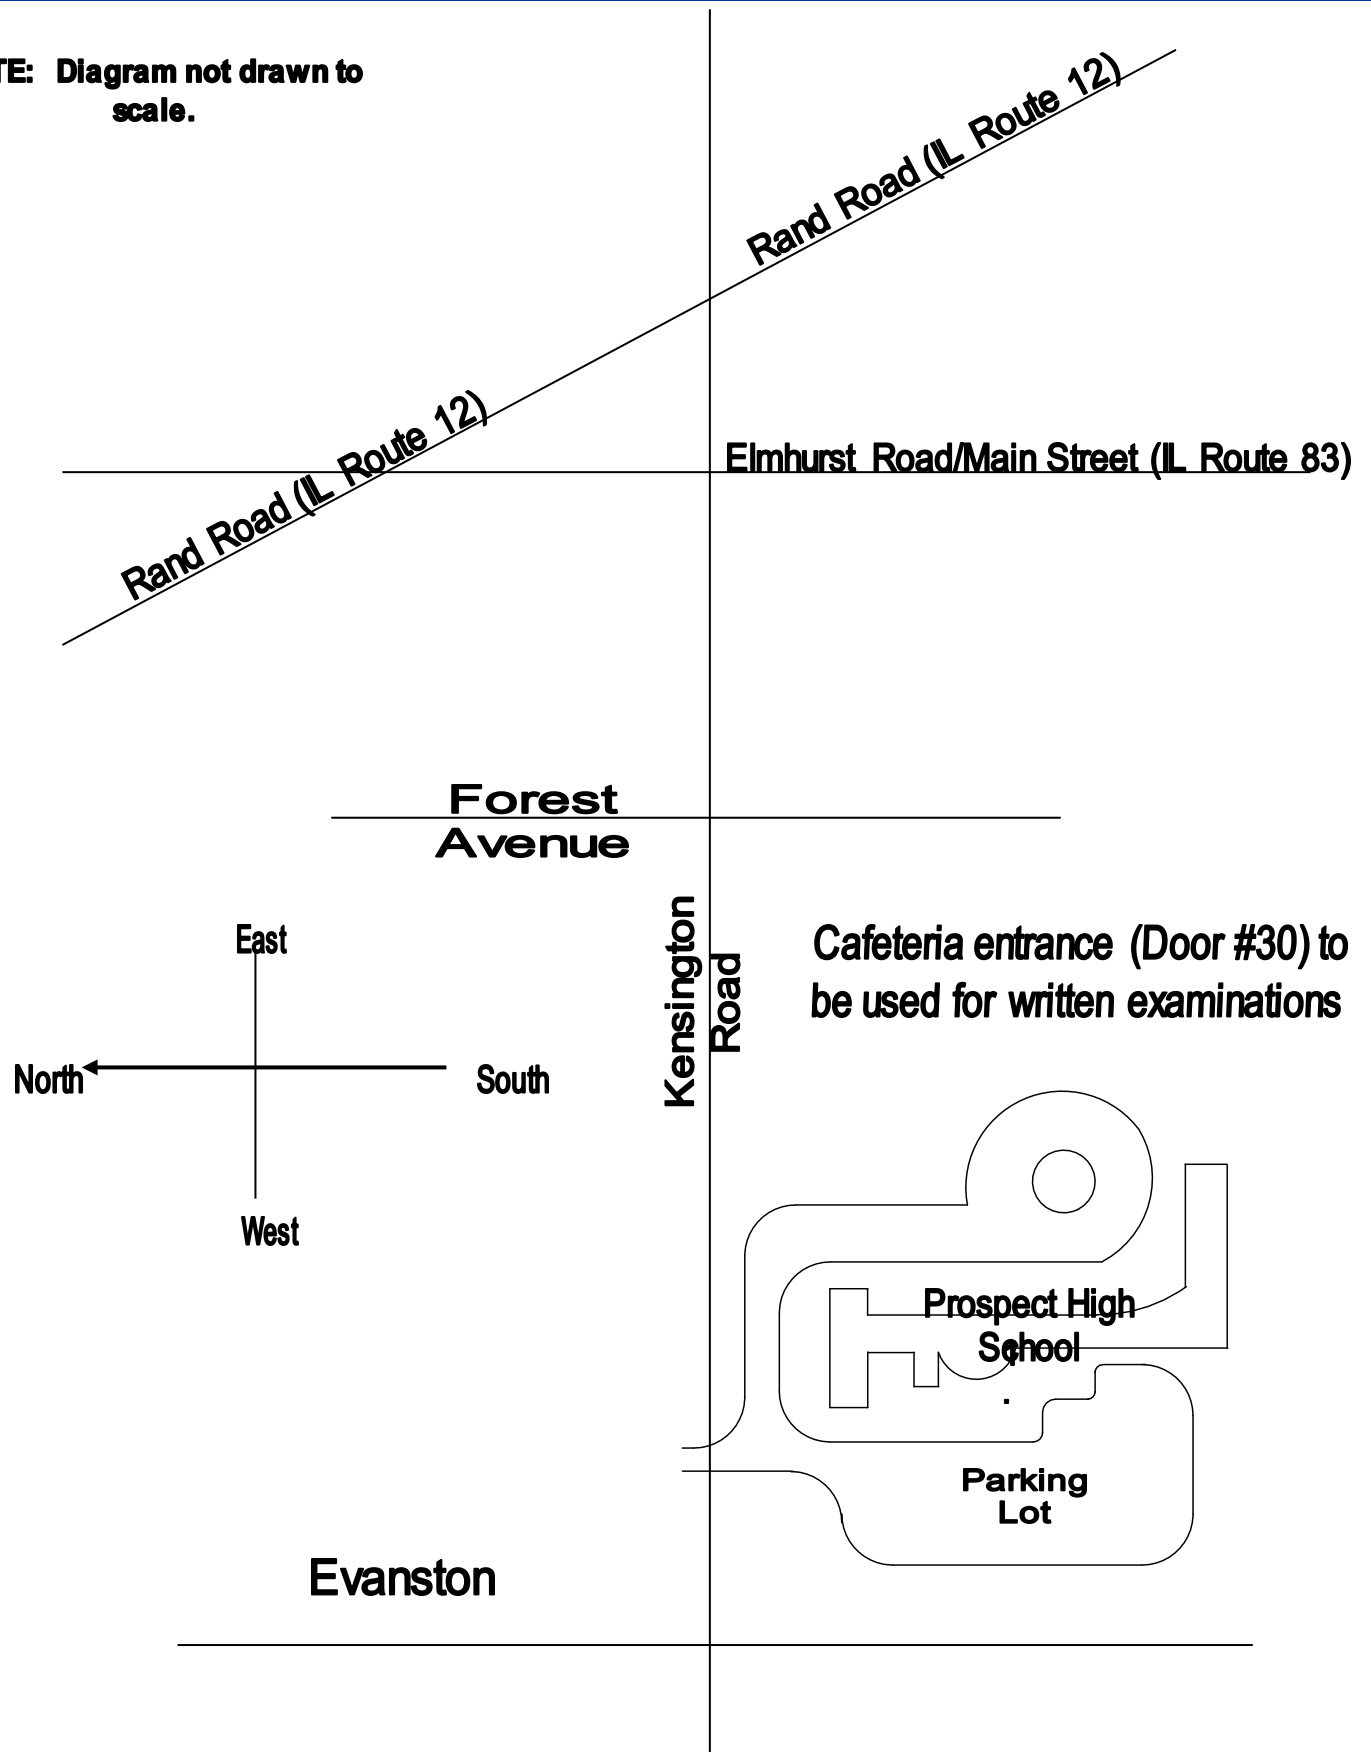 TE: Diagram not drawn to
scale.
Rand Road (IL Route 12)
Rand Road (IL Route 12)
Elmhurst Road/Main Street (IL Route 83)
Forest
Avenue
Kensington
Road
Cafeteria entrance (Door #30) to
be used for written examinations
East
North
South
West
Prospect High
School
Parking
Lot
Evanston